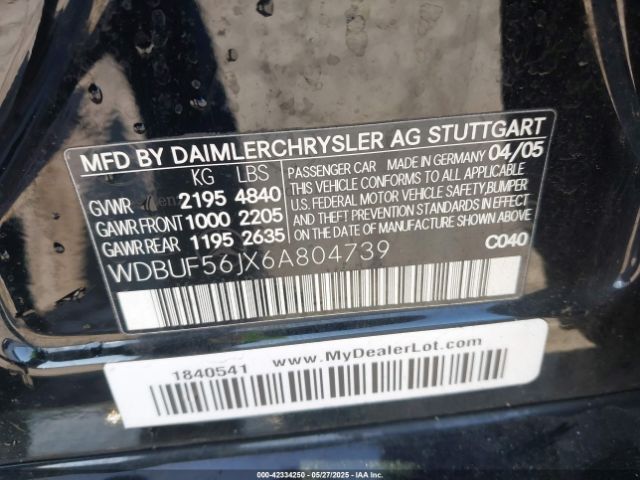 MFD BY DAIMLERCHRYSLER AG STUTTGART
KG LBS
GVWR 2195 4840
GAWR FRONT 1000 2205
GAWR REAR 1195 2635
PASSENGER CAR MADE IN GERMANY 04/05
THIS VEHICLE CONFORMS TO ALL APPLICABLE
U.S. FEDERAL MOTOR VEHICLE SAFETY, BUMPER
AND THEFT PREVENTION STANDARDS IN EFFECT
ON THE DATE OF MANUFACTURE SHOWN ABOVE.
WDBUF56JX6A804739
C040
1840541 www.MyDealerLot.com
000-42334250 - 05/27/2025 - IAAI.COM